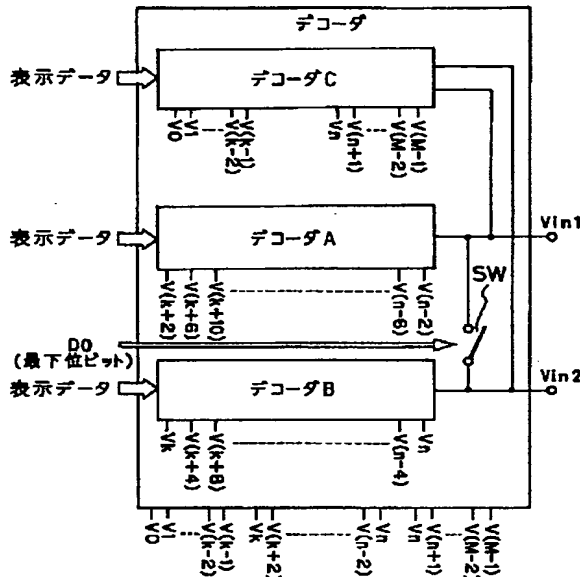 デコーダ
表示データ
デコーダC
V0 V1 V(k-2) V(k-1) Vn V(n+1) V(M-2) V(M-1)
表示データ
デコーダA
Vin1
V(k+2) V(k+6) V(k+10) V(n-6) V(n-2)
SW
D0
(最下位ビット)
表示データ
デコーダB
Vin2
Vk V(k+4) V(k+8) V(n-4) Vn
V0 V1 V(k-2) V(k-1) Vk V(k+2) V(n-2) Vn Vn V(n+1) V(M-2) V(M-1)